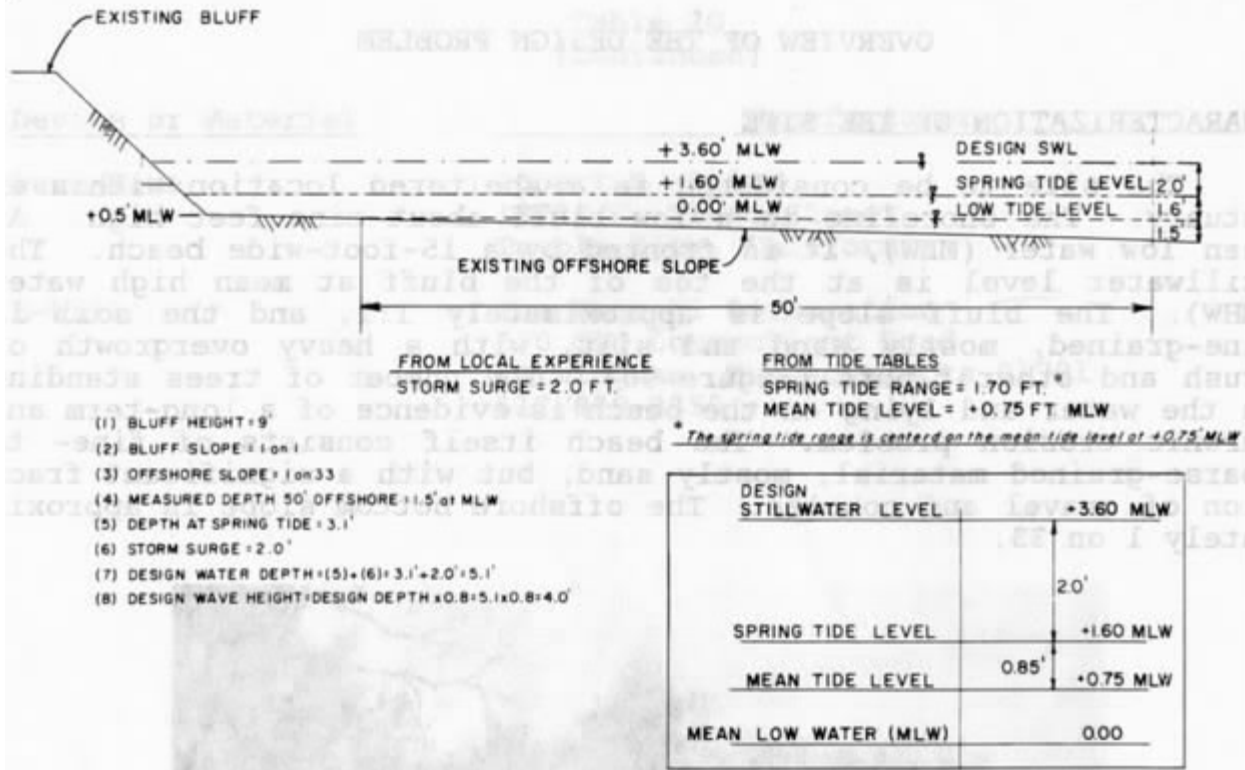 EXISTING BLUFF
+ 3.60' MLW
DESIGN SWL
+ 1.60' MLW
SPRING TIDE LEVEL
2.0'
0.00' MLW
LOW TIDE LEVEL
1.6'
+0.5' MLW
1.5'
EXISTING OFFSHORE SLOPE
50'
FROM LOCAL EXPERIENCE
STORM SURGE = 2.0 FT.
FROM TIDE TABLES
SPRING TIDE RANGE = 1.70 FT.*
MEAN TIDE LEVEL = +0.75 FT. MLW
* The spring tide range is centered on the mean tide level at +0.75' MLW
(1) BLUFF HEIGHT = 9'
(2) BLUFF SLOPE = 1 on 1
(3) OFFSHORE SLOPE = 1 on 33
(4) MEASURED DEPTH 50' OFFSHORE = 1.5' at MLW
(5) DEPTH AT SPRING TIDE = 3.1'
(6) STORM SURGE = 2.0'
(7) DESIGN WATER DEPTH = (5) + (6) = 3.1' + 2.0' = 5.1'
(8) DESIGN WAVE HEIGHT = DESIGN DEPTH x 0.8 = 5.1 x 0.8 = 4.0'
DESIGN
STILLWATER LEVEL +3.60 MLW
2.0'
SPRING TIDE LEVEL +1.60 MLW
0.85'
MEAN TIDE LEVEL +0.75 MLW
MEAN LOW WATER (MLW) 0.00